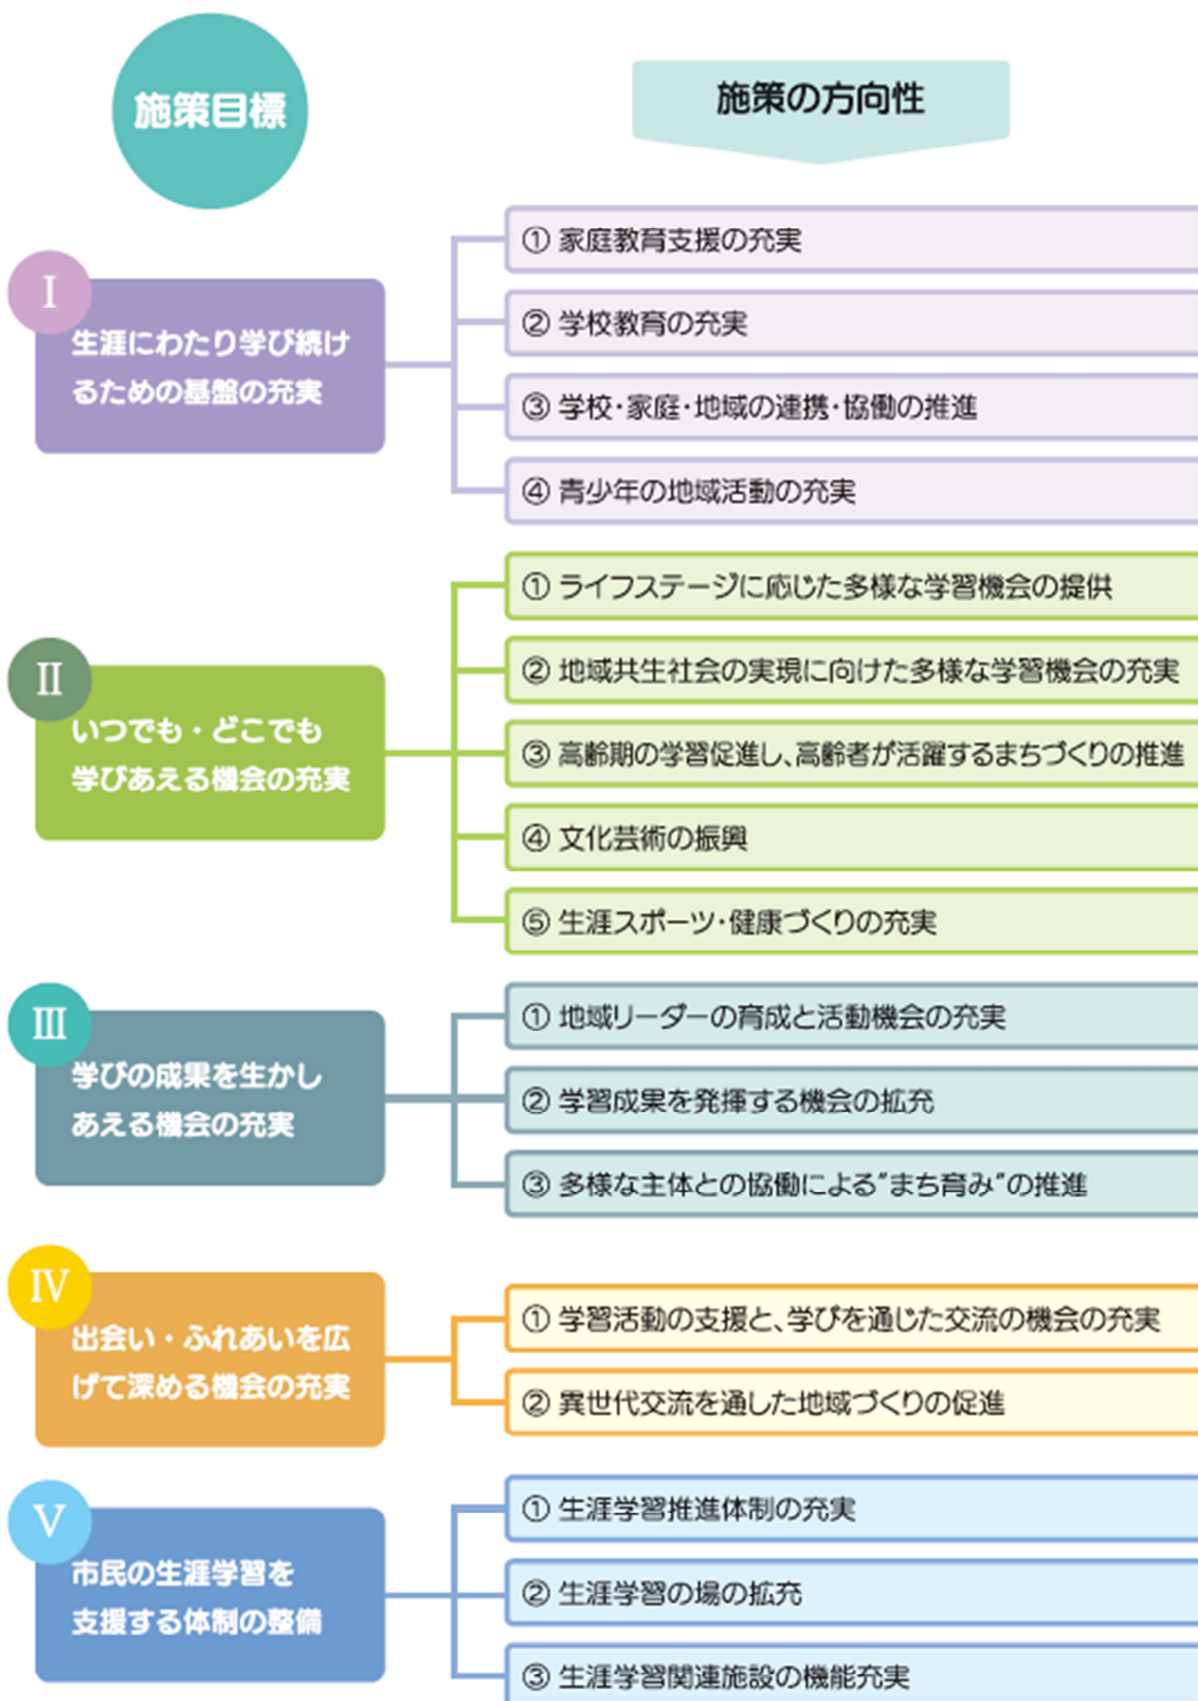 施策目標
施策の方向性
Ⅰ
生涯にわたり学び続け
るための基盤の充実
① 家庭教育支援の充実
② 学校教育の充実
③ 学校・家庭・地域の連携・協働の推進
④ 青少年の地域活動の充実
Ⅱ
いつでも・どこでも
学びあえる機会の充実
① ライフステージに応じた多様な学習機会の提供
② 地域共生社会の実現に向けた多様な学習機会の充実
③ 高齢期の学習促進し、高齢者が活躍するまちづくりの推進
④ 文化芸術の振興
⑤ 生涯スポーツ・健康づくりの充実
Ⅲ
学びの成果を生かし
あえる機会の充実
① 地域リーダーの育成と活動機会の充実
② 学習成果を発揮する機会の拡充
③ 多様な主体との協働による"まち育み"の推進
Ⅳ
出会い・ふれあいを広
げて深める機会の充実
① 学習活動の支援と、学びを通じた交流の機会の充実
② 異世代交流を通した地域づくりの促進
Ⅴ
市民の生涯学習を
支援する体制の整備
① 生涯学習推進体制の充実
② 生涯学習の場の拡充
③ 生涯学習関連施設の機能充実